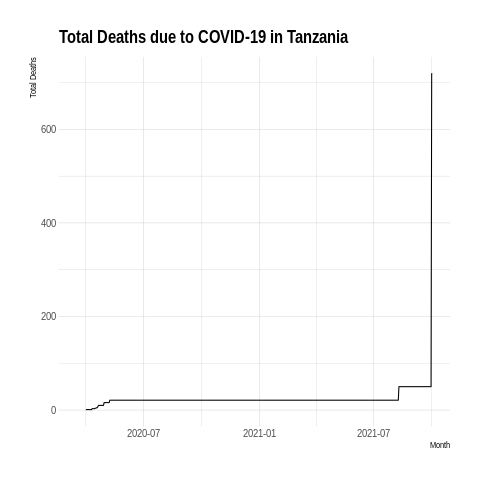 Total Deaths due to COVID-19 in Tanzania
Total Deaths
600
400
200
0
2020-07 2021-01 2021-07
Month